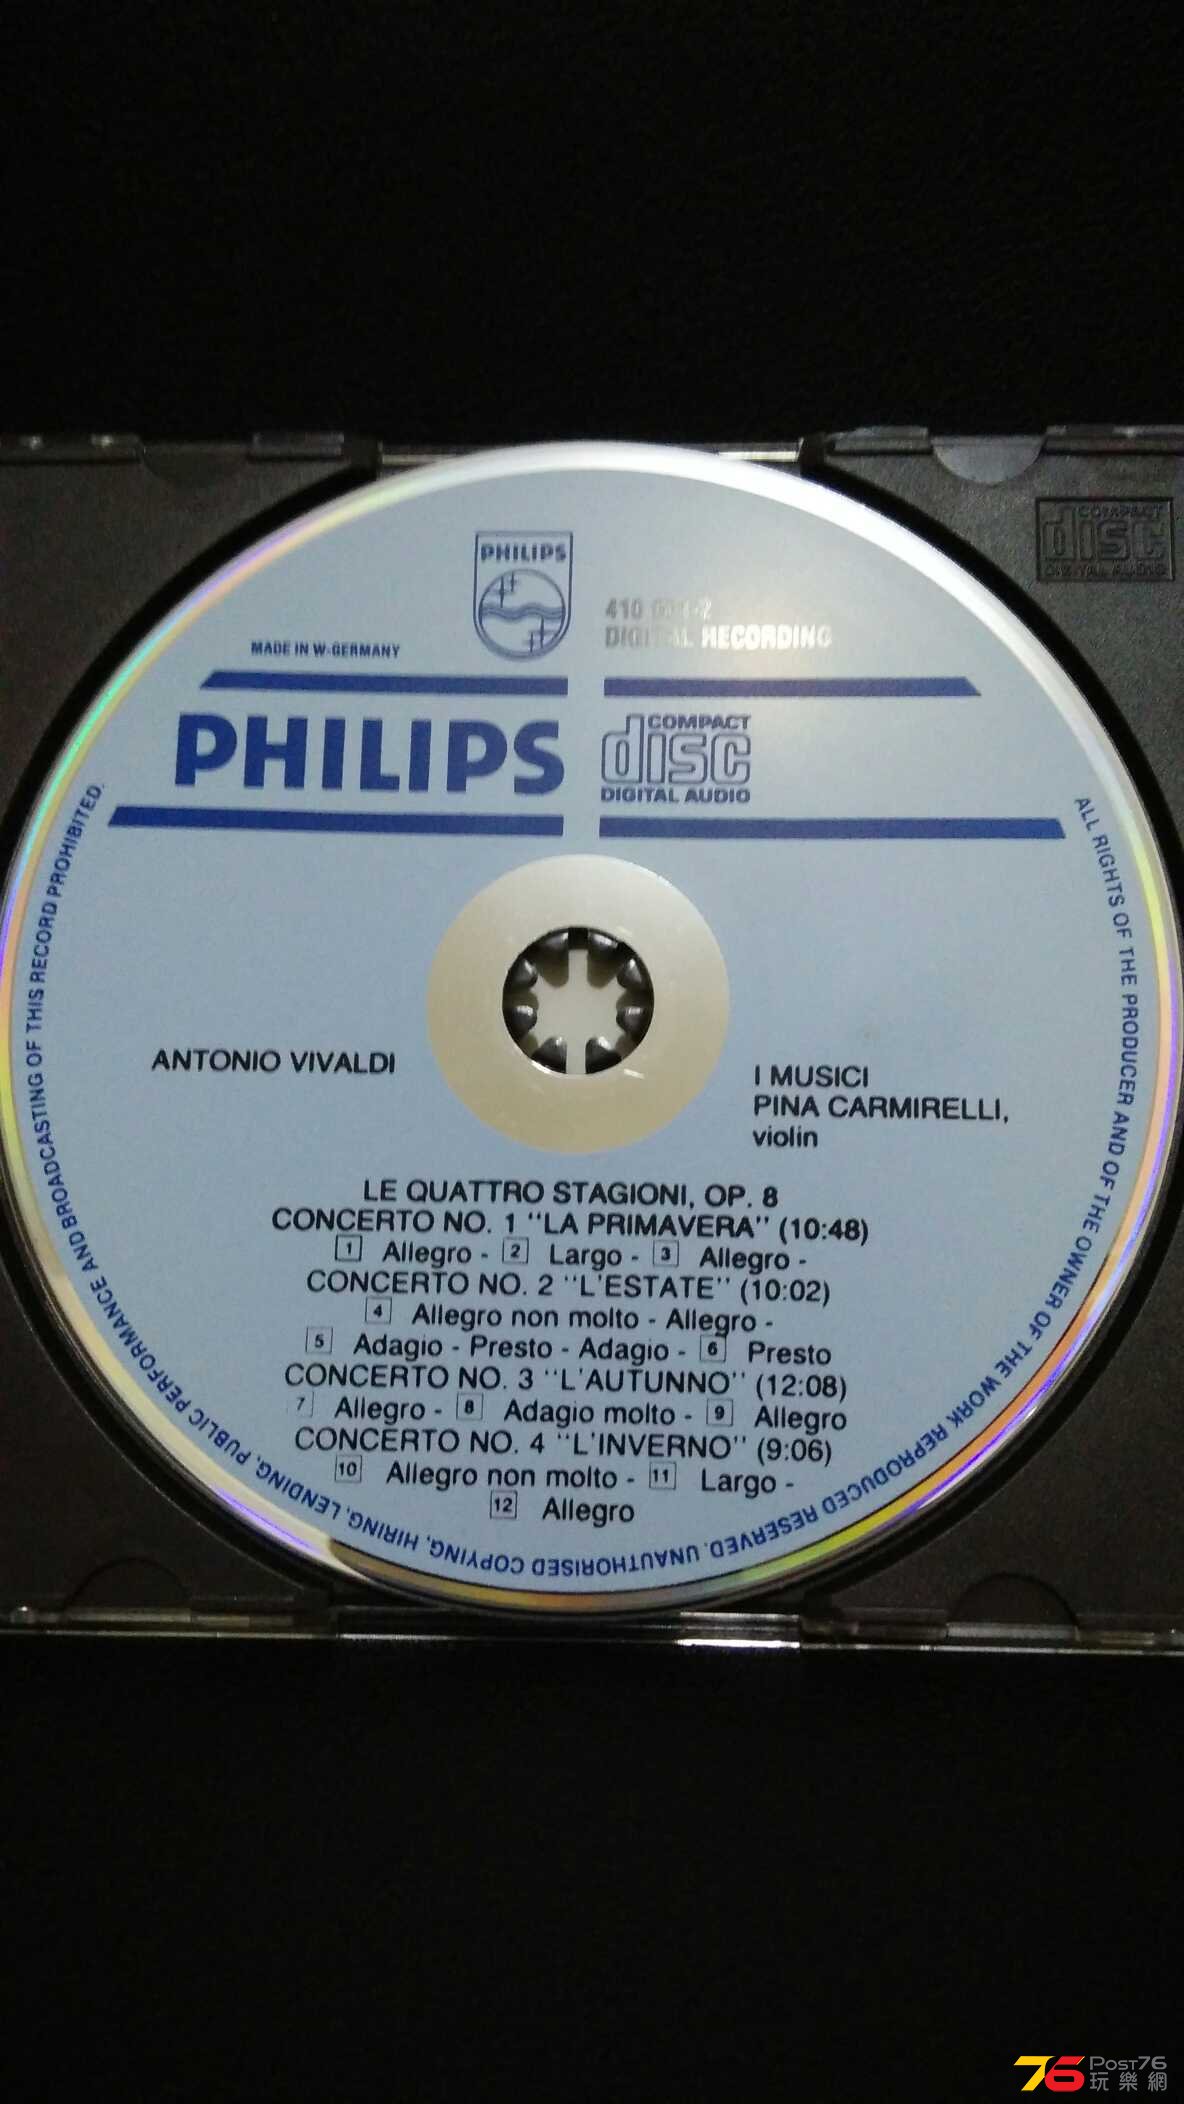 PHILIPS
410
DIGITAL RECORDING
MADE IN W-GERMANY
PHILIPS
COMPACT
disc
DIGITAL AUDIO
COMPACT
disc
DIGITAL AUDIO
ANTONIO VIVALDI
I MUSICI
PINA CARMIRELLI,
violin
LE QUATTRO STAGIONI, OP. 8
CONCERTO NO. 1 "LA PRIMAVERA" (10:48)
1 Allegro - 2 Largo - 3 Allegro -
CONCERTO NO. 2 "L'ESTATE" (10:02)
4 Allegro non molto - Allegro -
5 Adagio - Presto - Adagio - 6 Presto
CONCERTO NO. 3 "L'AUTUNNO" (12:08)
7 Allegro - 8 Adagio molto - 9 Allegro
CONCERTO NO. 4 "L'INVERNO" (9:06)
10 Allegro non molto - 11 Largo -
12 Allegro
ALL RIGHTS OF THE PRODUCER AND OF THE OWNER OF THE WORK REPRODUCED RESERVED. UNAUTHORISED COPYING, HIRING, LENDING, PUBLIC PERFORMANCE AND BROADCASTING OF THIS RECORD PROHIBITED.
76 POST76
玩樂網